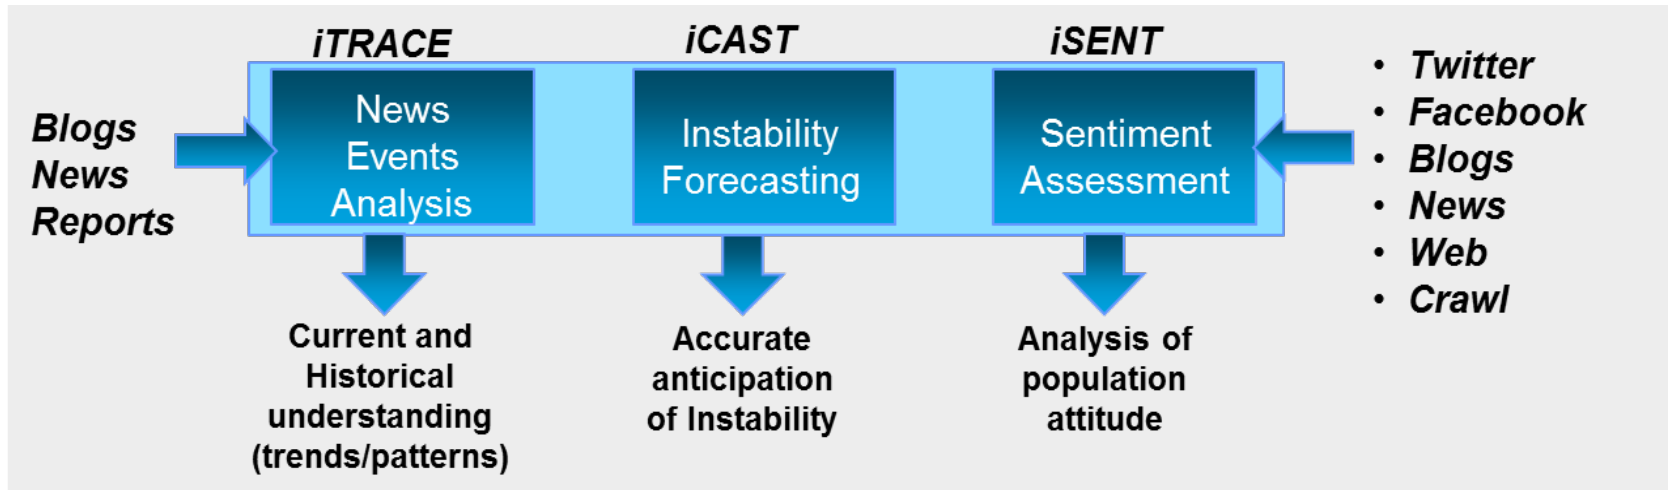 iTRACE
iCAST
iSENT
Blogs
News
Reports
News
Events
Analysis
Instability
Forecasting
Sentiment
Assessment
• Twitter
• Facebook
• Blogs
• News
• Web
• Crawl
Current and
Historical
understanding
(trends/patterns)
Accurate
anticipation
of Instability
Analysis of
population
attitude